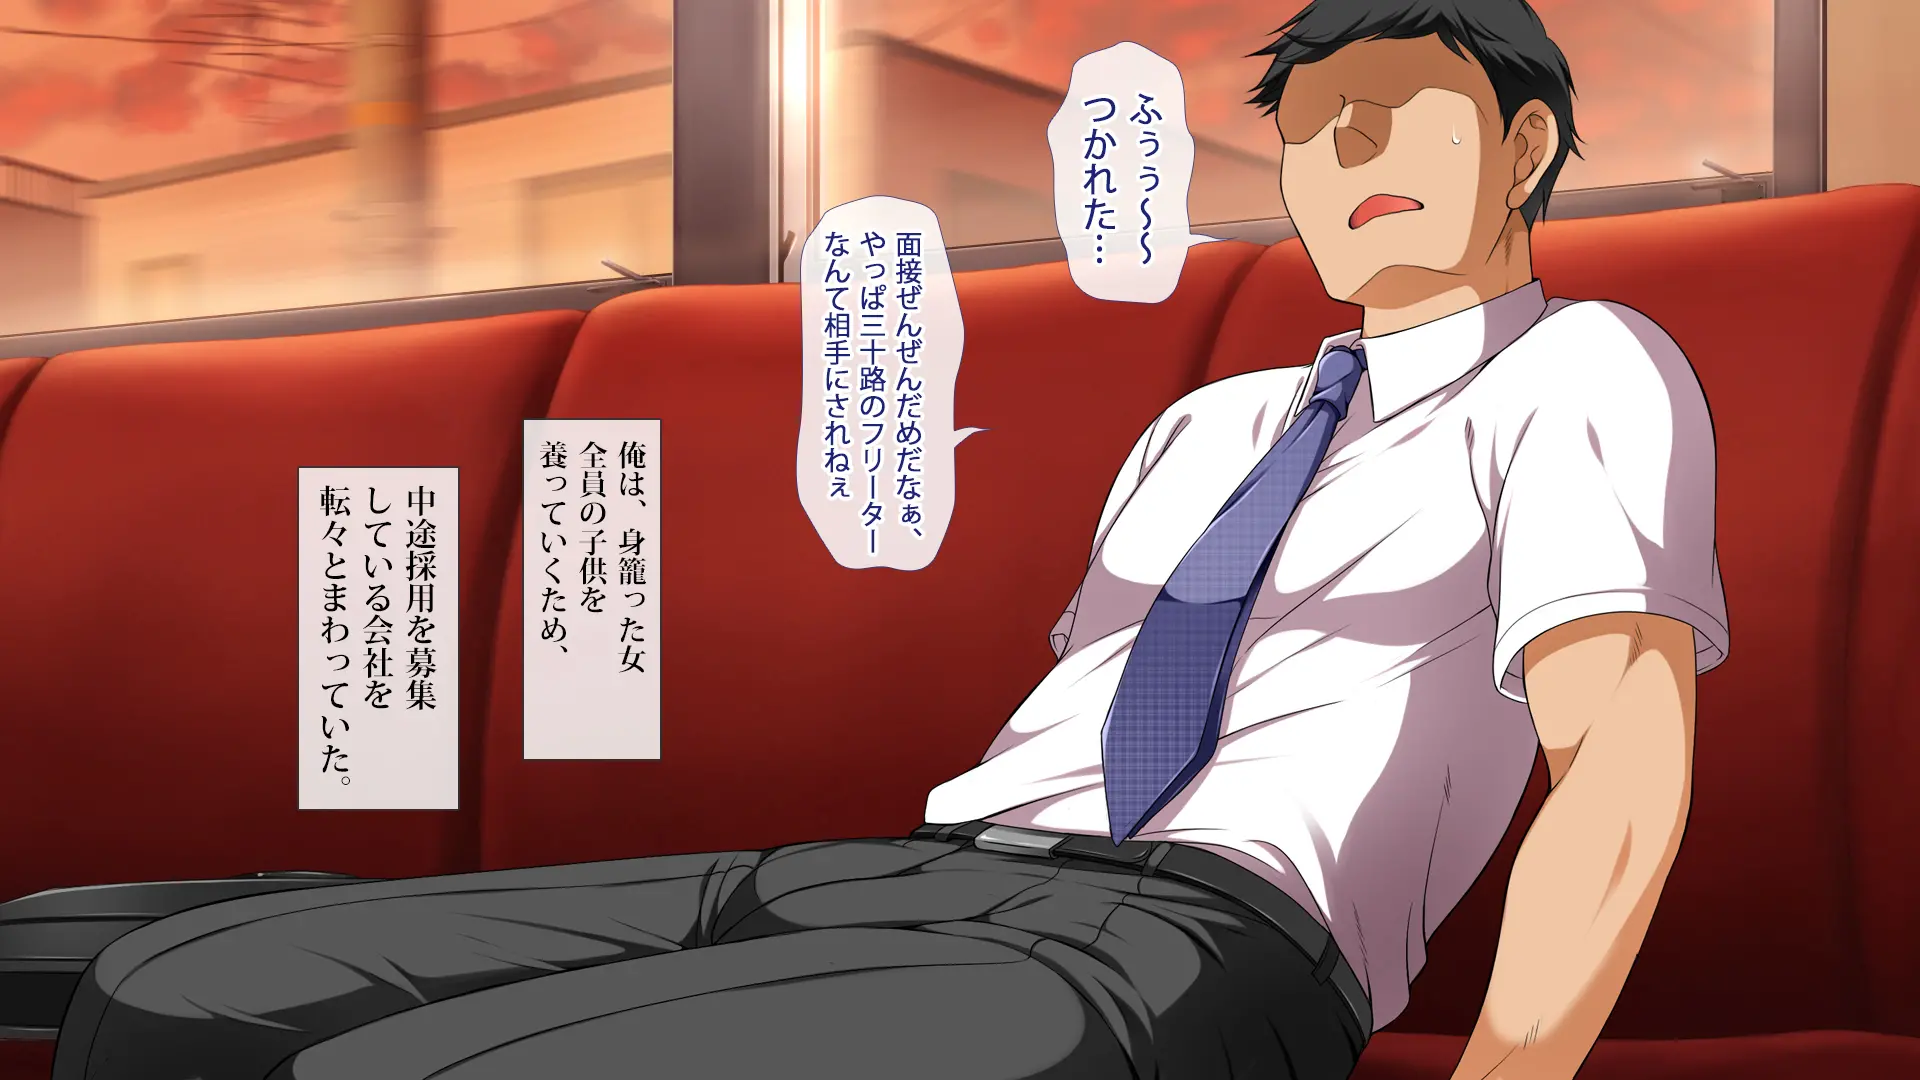 ふぅぅ～～～
つかれた…
面接ぜんぜんだめだなぁ、
やっぱ三十路のフリーター
なんて相手にされねぇ
俺は、身籠った女
全員の子供を
養っていくため、
中途採用を募集
している会社を
転々とまわっていた。